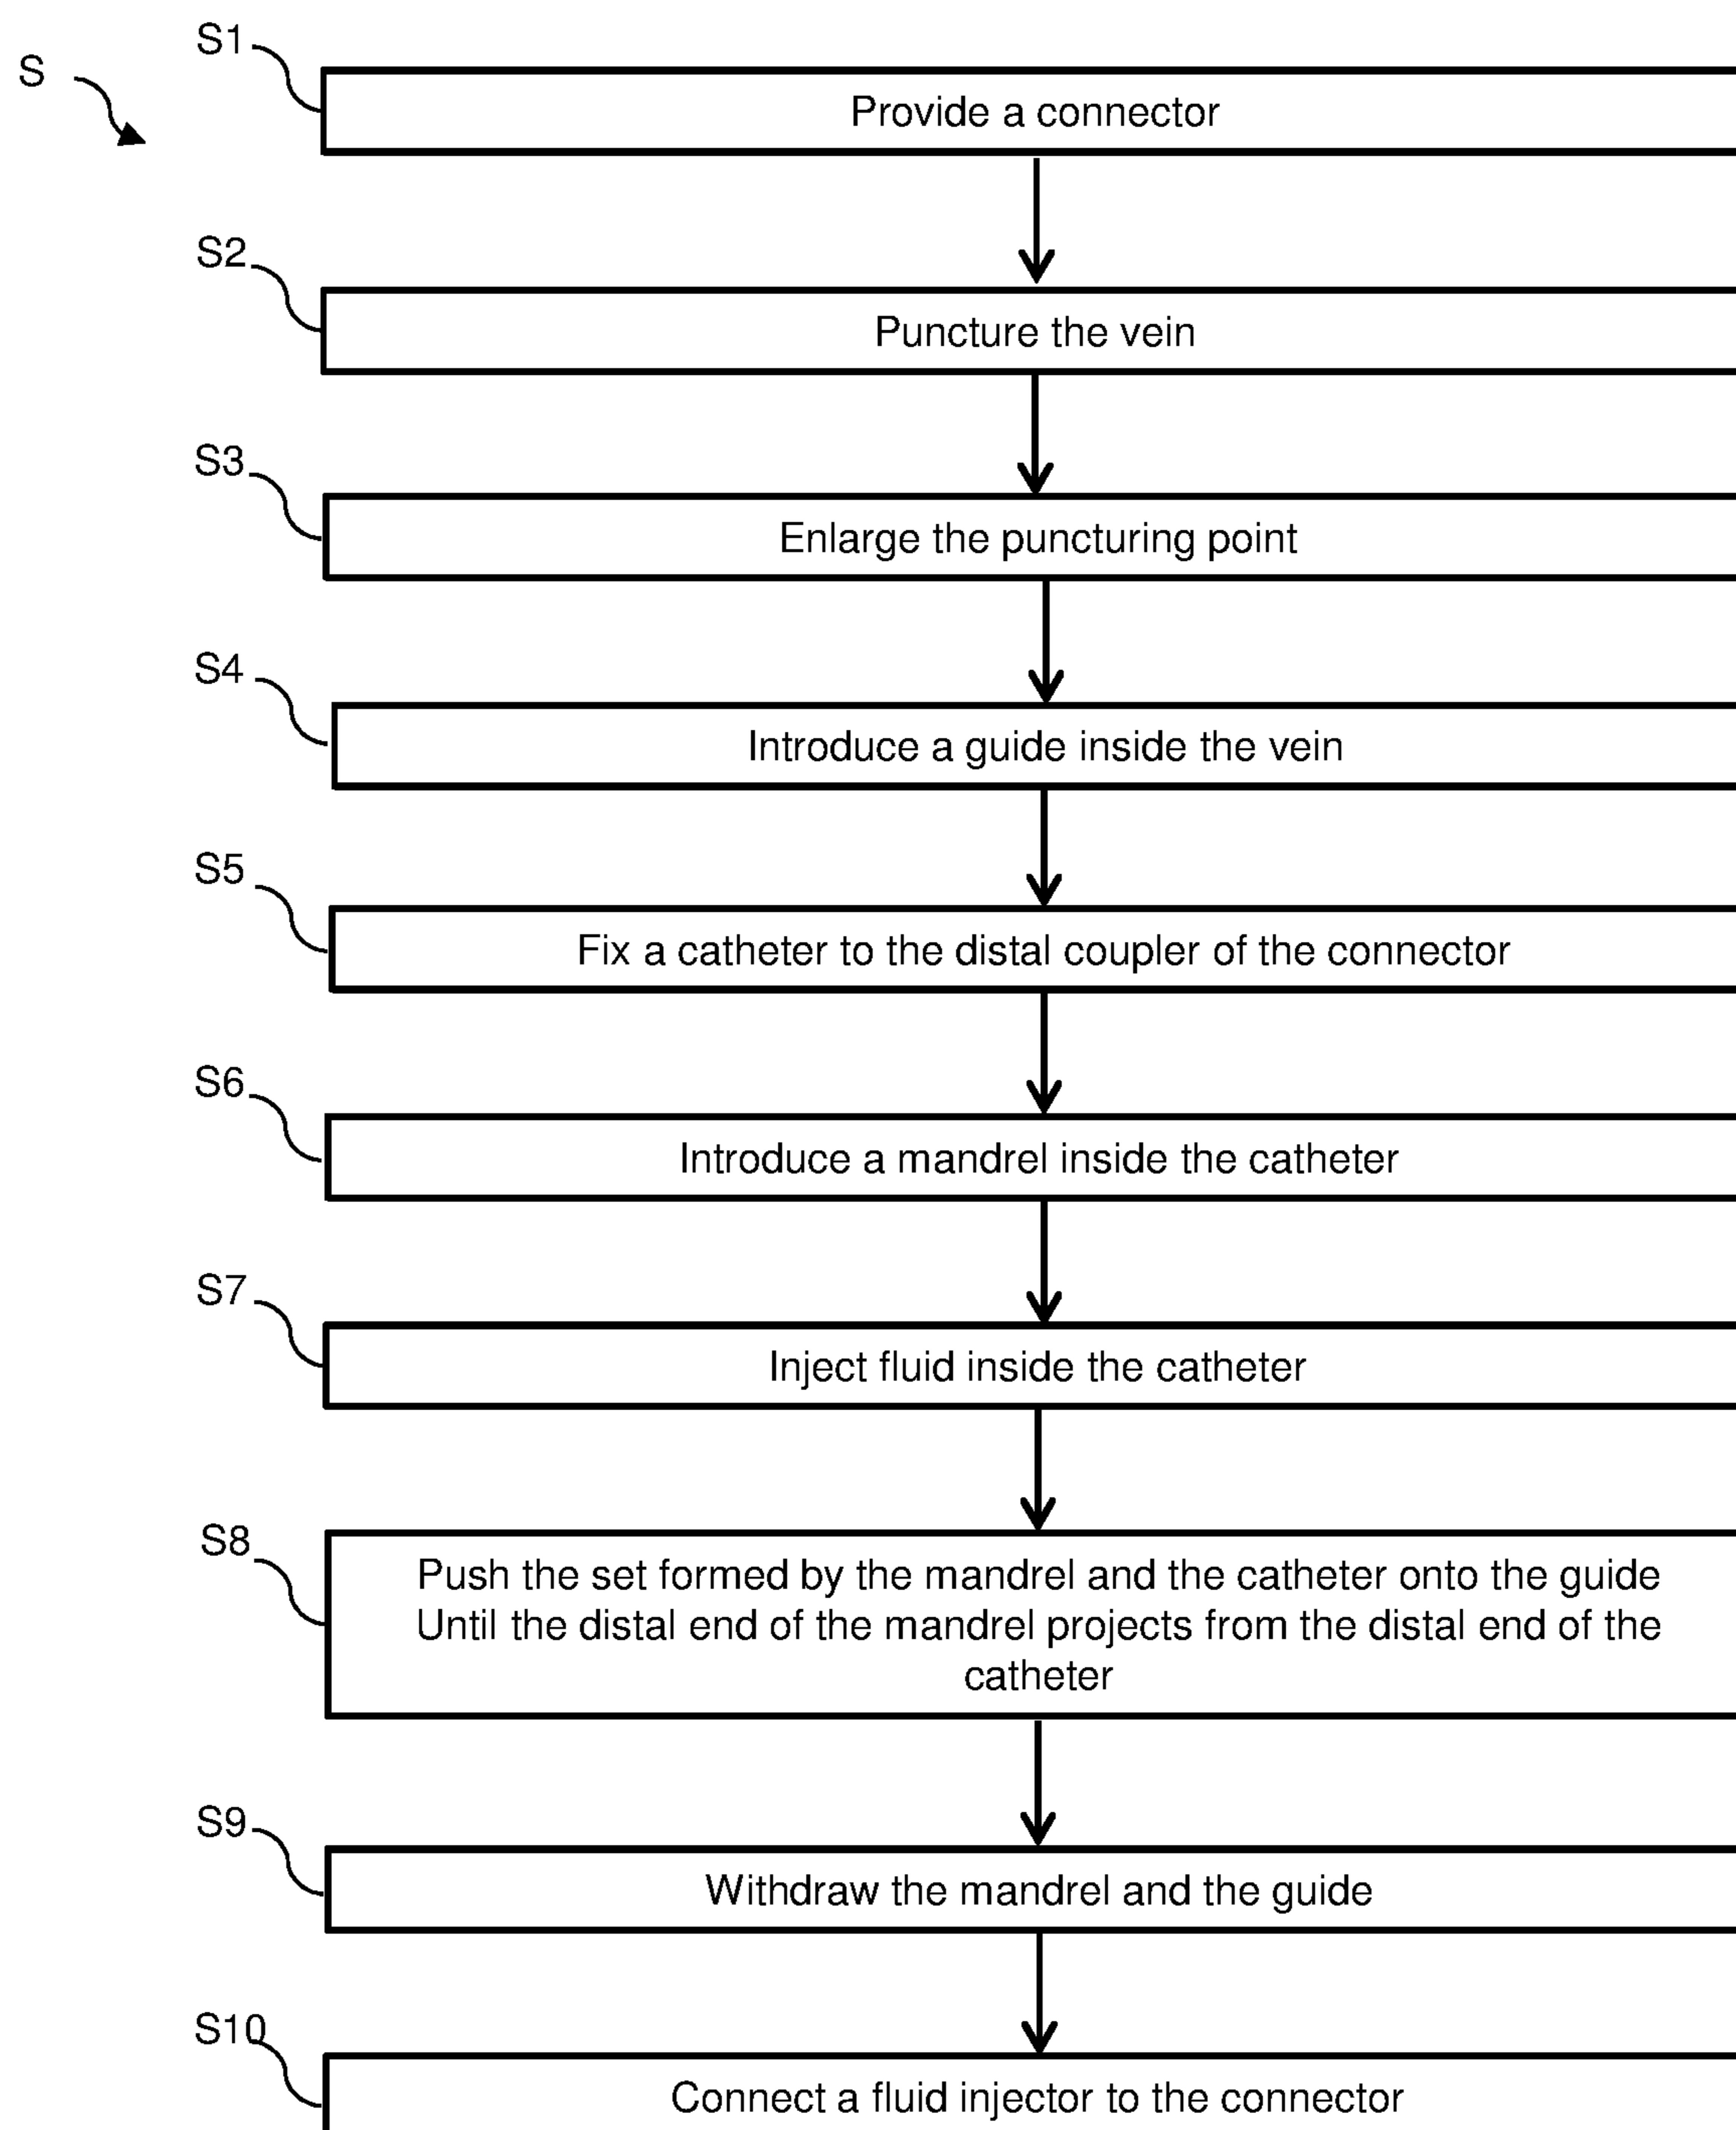 S
S1
Provide a connector
S2
Puncture the vein
S3
Enlarge the puncturing point
S4
Introduce a guide inside the vein
S5
Fix a catheter to the distal coupler of the connector
S6
Introduce a mandrel inside the catheter
S7
Inject fluid inside the catheter
S8
Push the set formed by the mandrel and the catheter onto the guide
Until the distal end of the mandrel projects from the distal end of the
catheter
S9
Withdraw the mandrel and the guide
S10
Connect a fluid injector to the connector